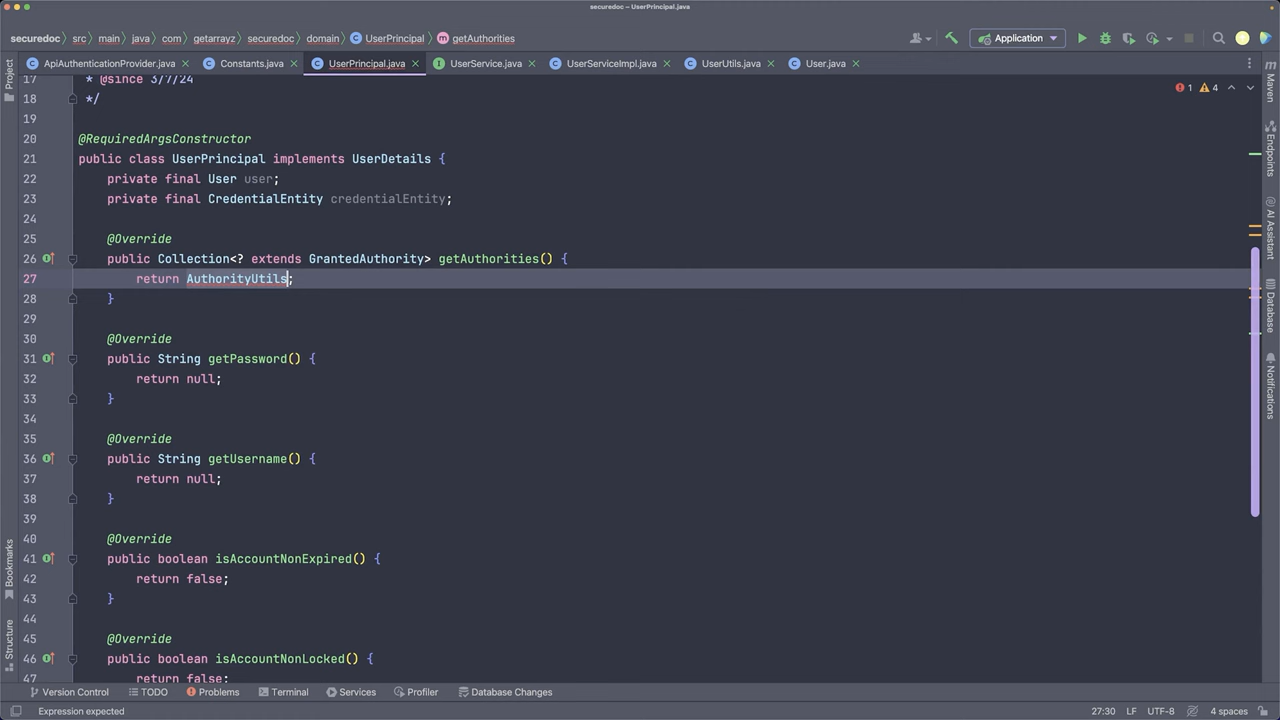 securedoc – UserPrincipal.java
securedoc src main java com getarrayz securedoc domain UserPrincipal getAuthorities Application
ApiAuthenticationProvider.java Constants.java UserPrincipal.java UserService.java UserServiceImpl.java UserUtils.java User.java
Project
Maven
Endpoints
AI Assistant
Database
Notifications
Bookmarks
Structure
1 4
17 * @since 3/7/24
18 */
19
20 @RequiredArgsConstructor
21 public class UserPrincipal implements UserDetails {
22 private final User user;
23 private final CredentialEntity credentialEntity;
24
25 @Override
26 public Collection<? extends GrantedAuthority> getAuthorities() {
27 return AuthorityUtils;
28 }
29
30 @Override
31 public String getPassword() {
32 return null;
33 }
34
35 @Override
36 public String getUsername() {
37 return null;
38 }
39
40 @Override
41 public boolean isAccountNonExpired() {
42 return false;
43 }
44
45 @Override
46 public boolean isAccountNonLocked() {
47 return false;
Version Control TODO Problems Terminal Services Profiler Database Changes
Expression expected 27:30 LF UTF-8 4 spaces